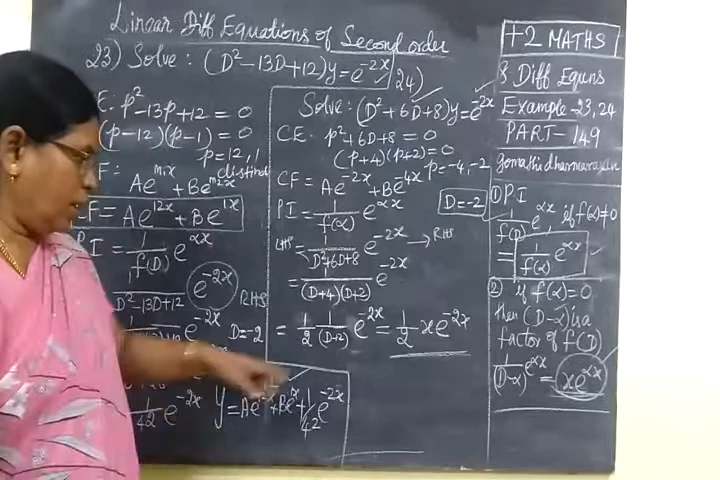 Linear Diff Equations of Second order
23) Solve : (D²-13D+12)y=e^-2x
E. p²-13p+12=0
(p-12)(p-1)=0
p=12,1
F= Ae^m1x + Be^m2x distinct
CF= Ae^12x + Be^1x
PI = 1/f(D) e^αx
1/D²-13D+12 e^-2x RHS
e^-2x D=-2
1/42 e^-2x
y=Ae +Be^x+1/42 e^-2x
24)
Solve: (D²+6D+8)y=e^-2x
C.E. p²+6D+8=0
(p+4)(p+2)=0
p=-4,-2
CF=Ae^-2x+Be^-4x
PI=1/f(α) e^αx D=-2
LHS=1/D²+6D+8 e^-2x → RHS
=1/(D+4)(D+2) e^-2x
=1/2 1/(D+2) e^-2x=1/2 xe^-2x
+2 MATHS
8 Diff Equns
Example-23,24
PART-149
① P.I
1/f(D) e^αx if f(α)≠0
= 1/f(α) e^αx
② if f(α)=0
then (D-α) is a
factor of f(D)
1/(D-α) e^αx = xe^αx